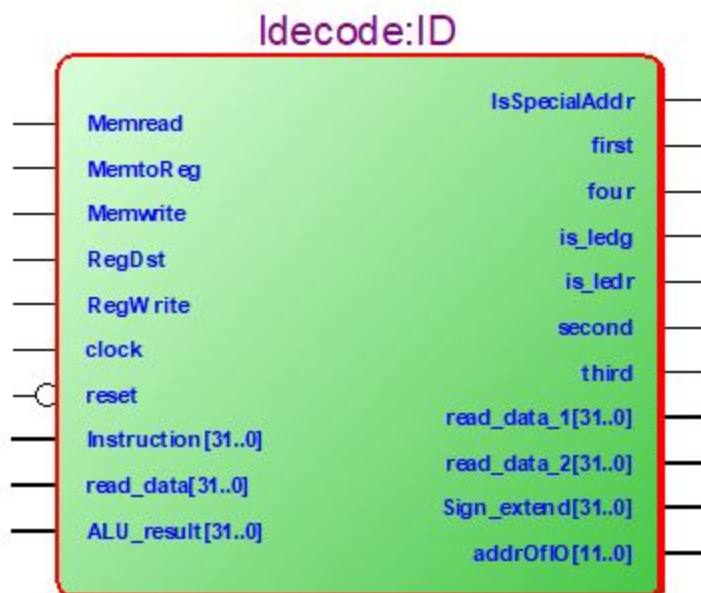 Idecode:ID
Memread
MemtoReg
Memwrite
RegDst
RegWrite
clock
reset
Instruction[31..0]
read_data[31..0]
ALU_result[31..0]
IsSpecialAddr
first
four
is_ledg
is_ledr
second
third
read_data_1[31..0]
read_data_2[31..0]
Sign_extend[31..0]
addrOfIO[11..0]